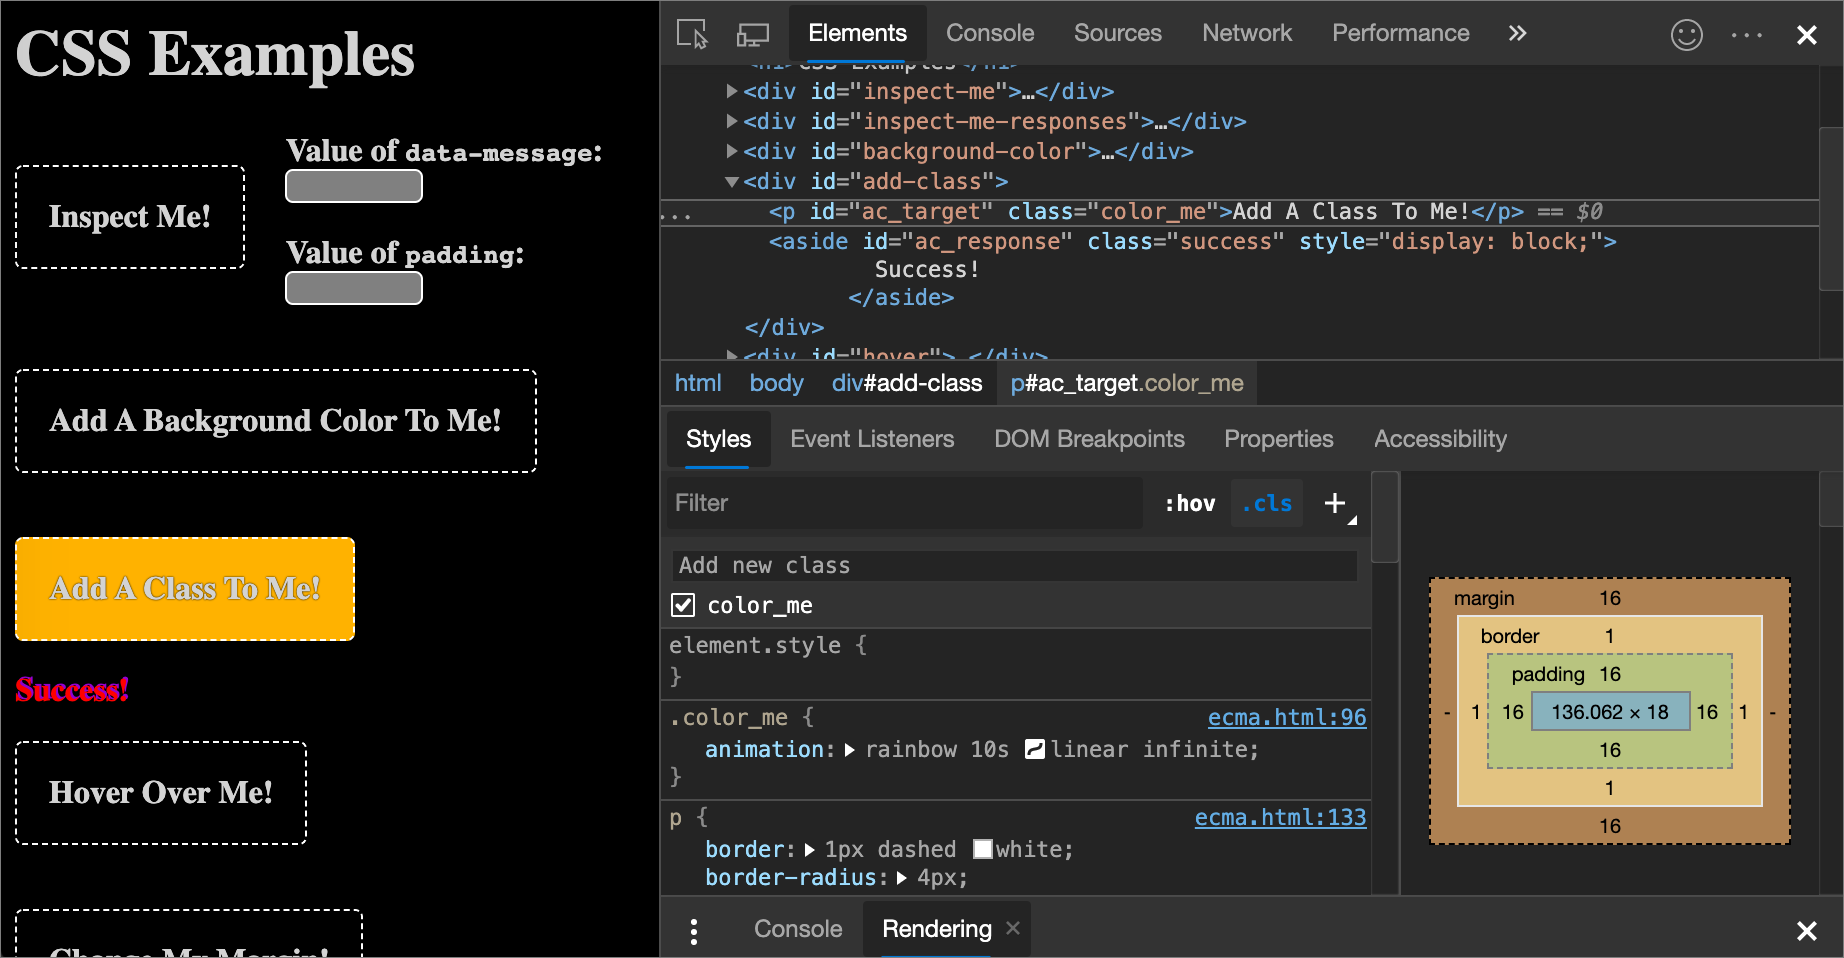 CSS Examples
Inspect Me!
Value of data-message:
Value of padding:
Add A Background Color To Me!
Add A Class To Me!
Success!
Hover Over Me!
Change My Margin!
Elements Console Sources Network Performance
<h1>CSS Examples</h1>
<div id="inspect-me">…</div>
<div id="inspect-me-responses">…</div>
<div id="background-color">…</div>
<div id="add-class">
... <p id="ac_target" class="color_me">Add A Class To Me!</p> == $0
<aside id="ac_response" class="success" style="display: block;">
Success!
</aside>
</div>
<div id="hover">…</div>
html body div#add-class p#ac_target.color_me
Styles Event Listeners DOM Breakpoints Properties Accessibility
Filter :hov .cls +
Add new class
color_me
element.style {
}
.color_me { ecma.html:96
animation: rainbow 10s linear infinite;
}
p { ecma.html:133
border: 1px dashed white;
border-radius: 4px;
margin 16
border 1
padding 16
- 1 16 136.062 × 18 16 1 -
16
1
16
Console Rendering